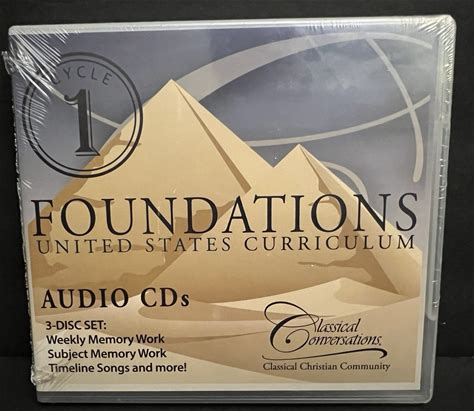 CYCLE
1
FOUNDATIONS
UNITED STATES CURRICULUM
AUDIO CDs
3-DISC SET:
Weekly Memory Work
Subject Memory Work
Timeline Songs and more!
Classical
Conversations
Classical Christian Community